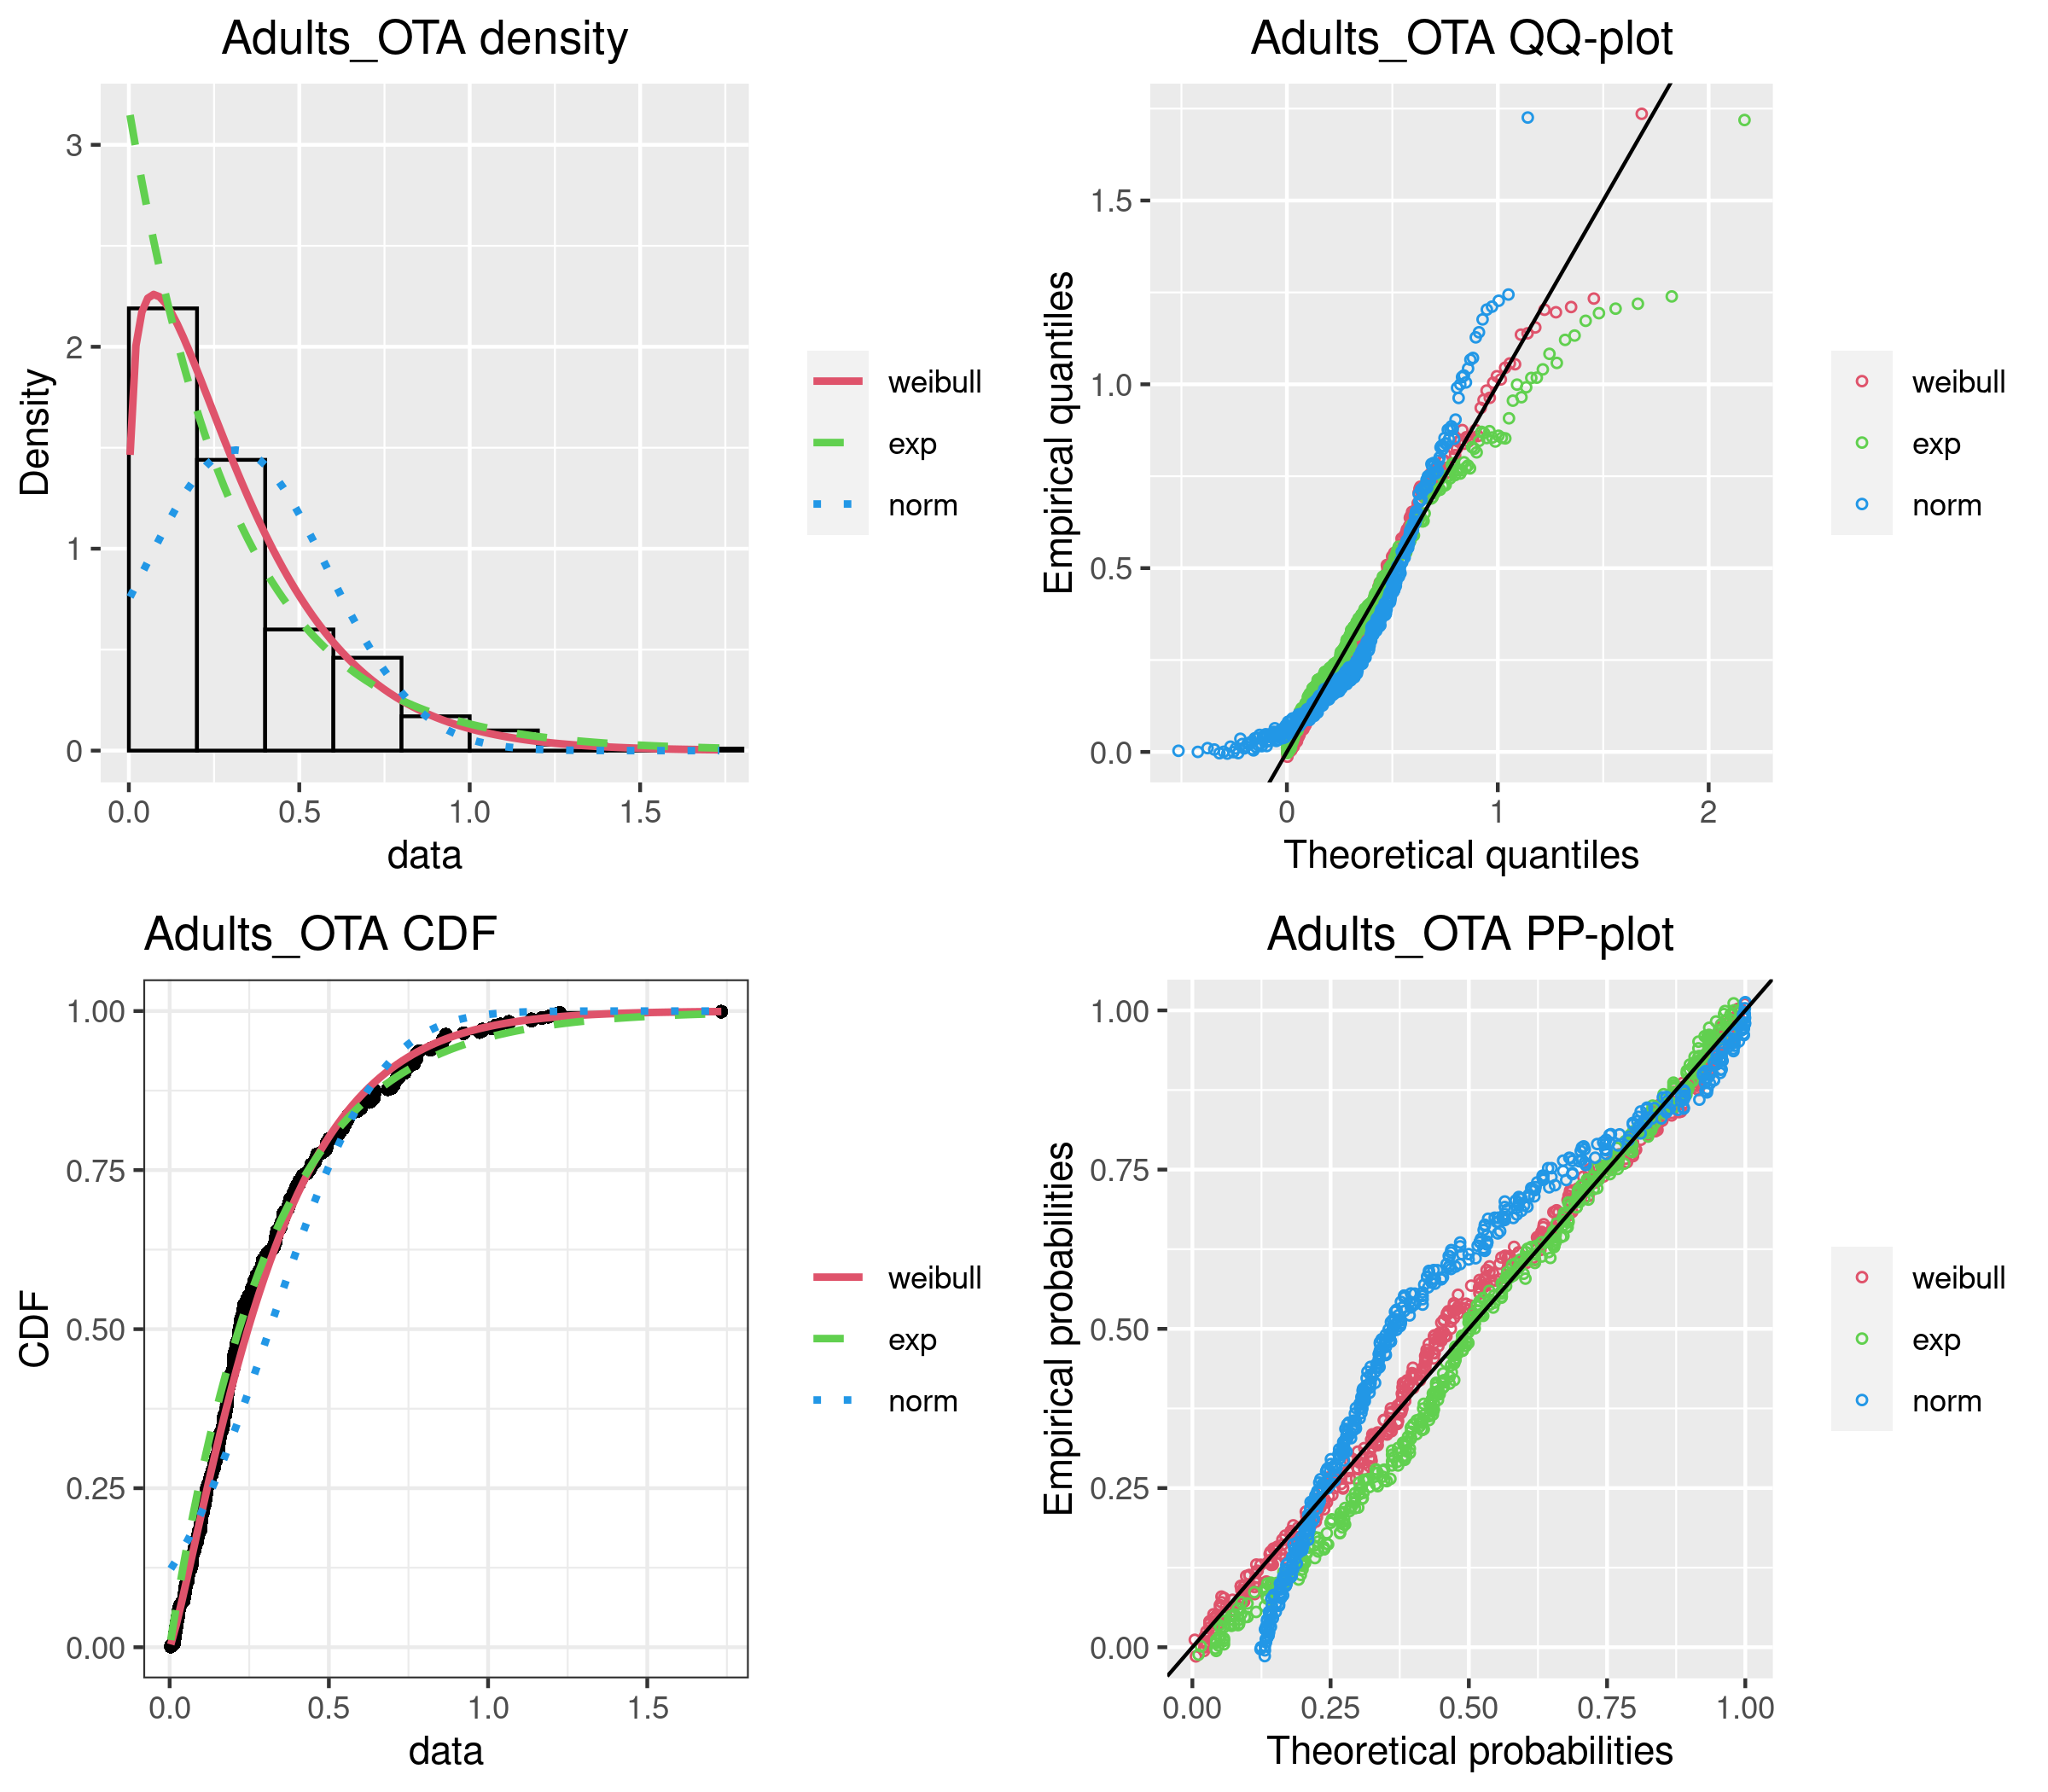 Adults_OTA density
Density
3
2
1
0
0.0 0.5 1.0 1.5
data
weibull
exp
norm
Adults_OTA QQ-plot
Empirical quantiles
1.5
1.0
0.5
0.0
0 1 2
Theoretical quantiles
weibull
exp
norm
Adults_OTA CDF
CDF
1.00
0.75
0.50
0.25
0.00
0.0 0.5 1.0 1.5
data
weibull
exp
norm
Adults_OTA PP-plot
Empirical probabilities
1.00
0.75
0.50
0.25
0.00
0.00 0.25 0.50 0.75 1.00
Theoretical probabilities
weibull
exp
norm